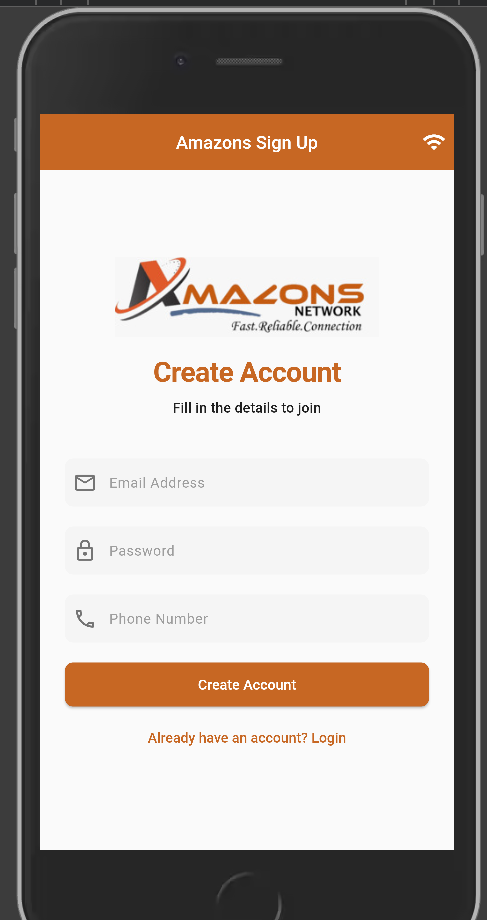 Amazons Sign Up
AMAZONS
NETWORK
Fast.Reliable.Connection
Create Account
Fill in the details to join
Email Address
Password
Phone Number
Create Account
Already have an account? Login